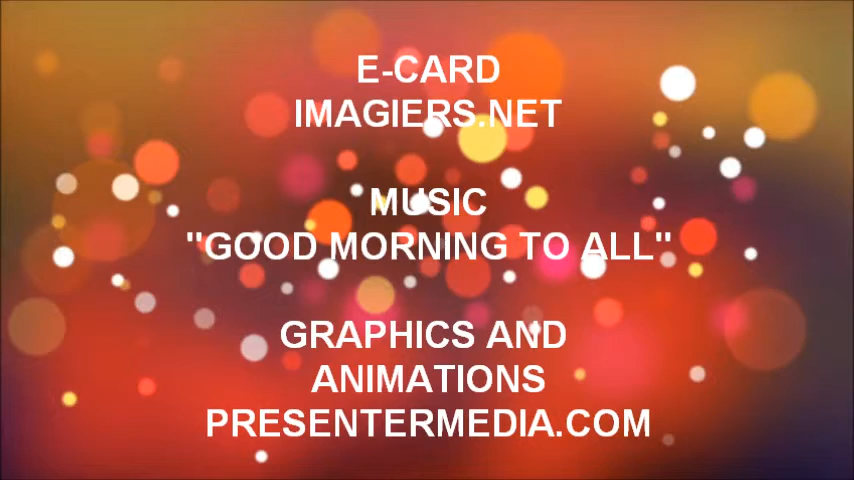 E-CARD
IMAGIERS.NET
MUSIC
"GOOD MORNING TO ALL"
GRAPHICS AND
ANIMATIONS
PRESENTERMEDIA.COM